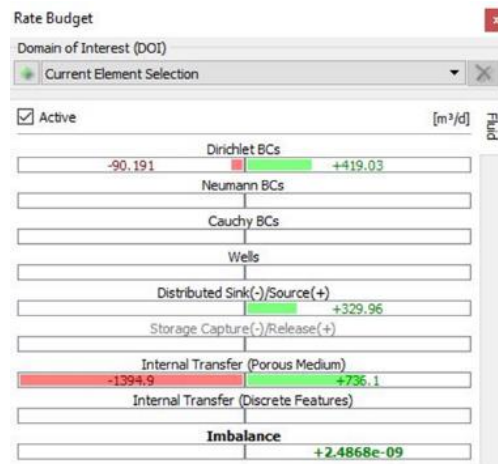 Rate Budget
Domain of Interest (DOI)
Current Element Selection
Active [m³/d]
Fluid
Dirichlet BCs
-90.191 +419.03
Neumann BCs
Cauchy BCs
Wells
Distributed Sink(-)/Source(+)
+329.96
Storage Capture(-)/Release(+)
Internal Transfer (Porous Medium)
-1394.9 +736.1
Internal Transfer (Discrete Features)
Imbalance
+2.4868e-09